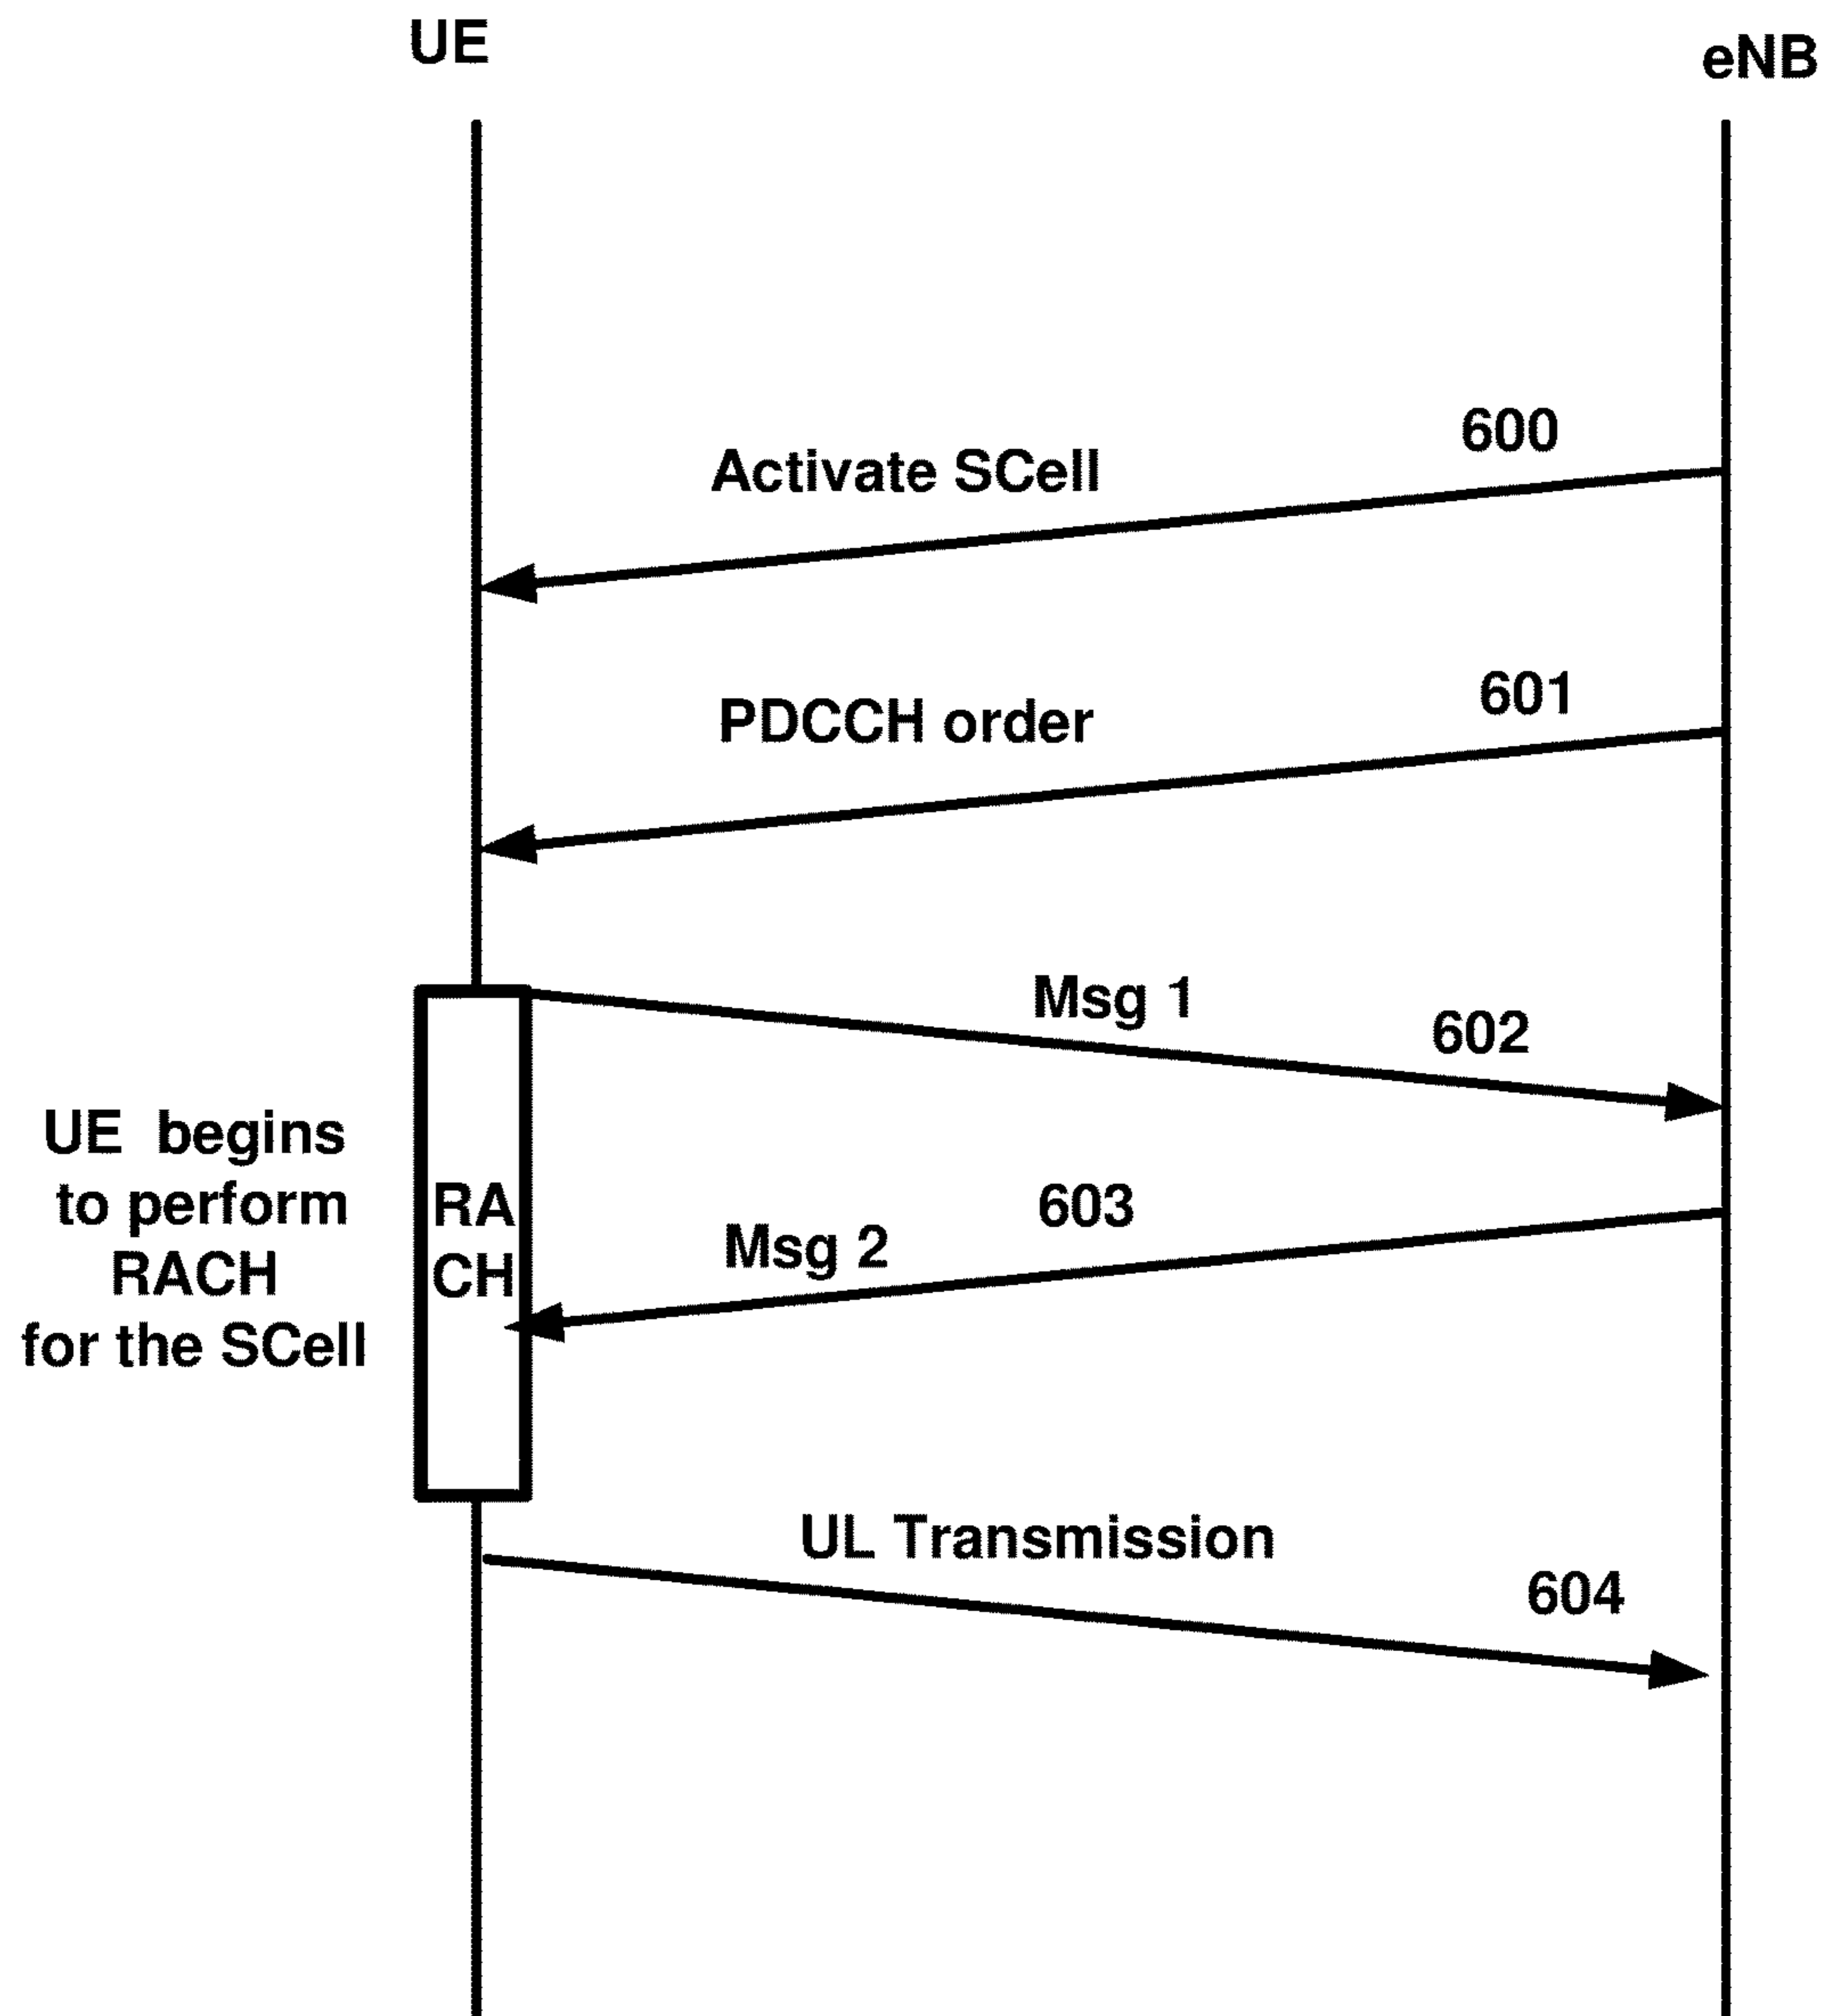 UE
eNB
600
Activate SCell
601
PDCCH order
Msg 1
602
UE begins
to perform
RACH
for the SCell
RA
CH
603
Msg 2
UL Transmission
604